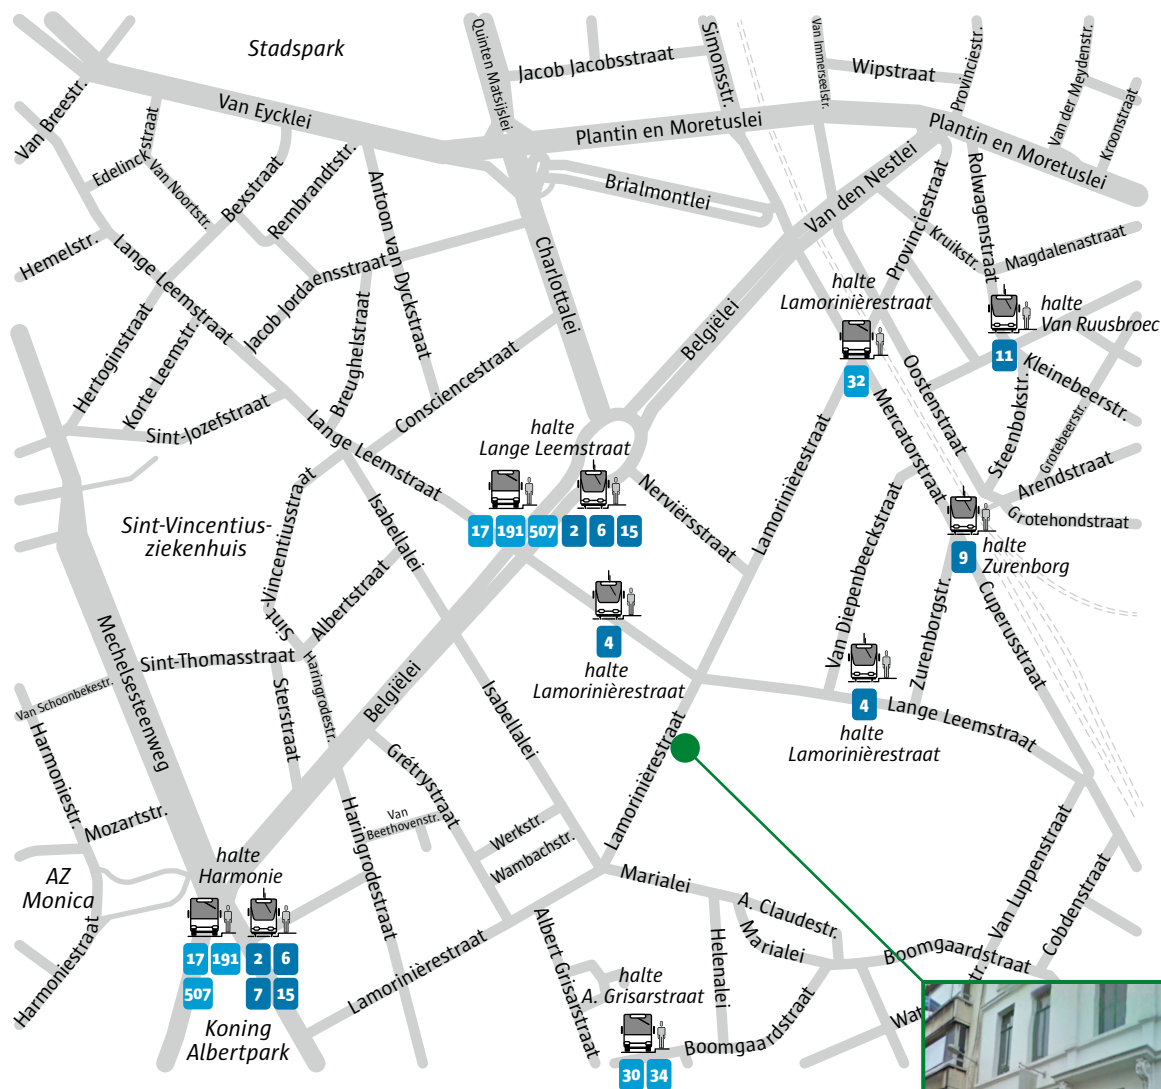 Stadspark
Quinten Matsijslei
Jacob Jacobsstraat
Simonsstr.
Van Immerseelstr.
Wipstraat
Provinciestr.
Van der Meydenstr.
Kroonstraat
Van Breestr.
Van Eycklei
Plantin en Moretuslei
Plantin en Moretuslei
Edelinckstraat
Van Noortstr.
Bexstraat
Rembrandtstr.
Antoon van Dyckstraat
Brialmontlei
Van den Nestlei
Provinciestraat
Rolwagenstraat
Kruikstr.
Magdalenastraat
Hemelstr.
Lange Leemstraat
Jacob Jordaensstraat
Charlottalei
Belgiëlei
halte
Lamorinièrestraat
32
halte
Van Ruusbroec
11
Hertoginstraat
Korte Leemstr.
Breughelstraat
Consciencestraat
Sint-Jozefstraat
Lange Leemstraat
halte
Lange Leemstraat
17 191 507 2 6 15
Oostenstraat
Mercatorstraat
Steenbokstr.
Kleinebeerstr.
Grotebeerstr.
Arendstraat
Grotehondstraat
Lamorinièrestraat
Nerviërsstraat
Sint-Vincentius-
ziekenhuis
Sint-Vincentiusstraat
Isabellalei
Albertstraat
9
halte
Zurenborg
Van Diepenbeeckstraat
Zurenborgstr.
Cuperusstraat
4
halte
Lamorinièrestraat
4
halte
Lamorinièrestraat
Lange Leemstraat
Mechelsesteenweg
Sint-Thomasstraat
Haringrodestr.
Sterstraat
Belgiëlei
Isabellalei
Van Schoonbekestr.
Harmoniestr.
Mozartstr.
Grétrystraat
Van
Beethovenstr.
Haringrodestraat
Werkstr.
Wambachstr.
Lamorinièrestraat
AZ
Monica
halte
Harmonie
17 191 2 6
507 7 15
Harmoniestraat
Koning
Albertpark
Lamorinièrestraat
Albert Grisarstraat
Marialei
A. Claudestr.
Marialei
Helenalei
halte
A. Grisarstraat
30 34
Boomgaardstraat
Boomgaardstraat
Van Luppenstraat
Cobdenstraat
Wat
str.